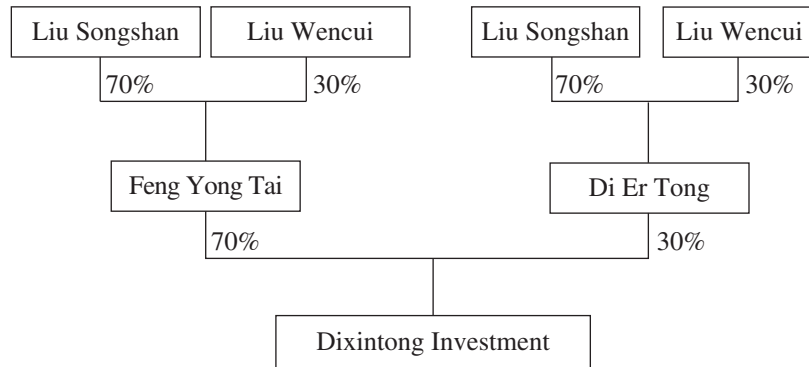 Liu Songshan
Liu Wencui
Liu Songshan
Liu Wencui
70%
30%
70%
30%
Feng Yong Tai
Di Er Tong
70%
30%
Dixintong Investment